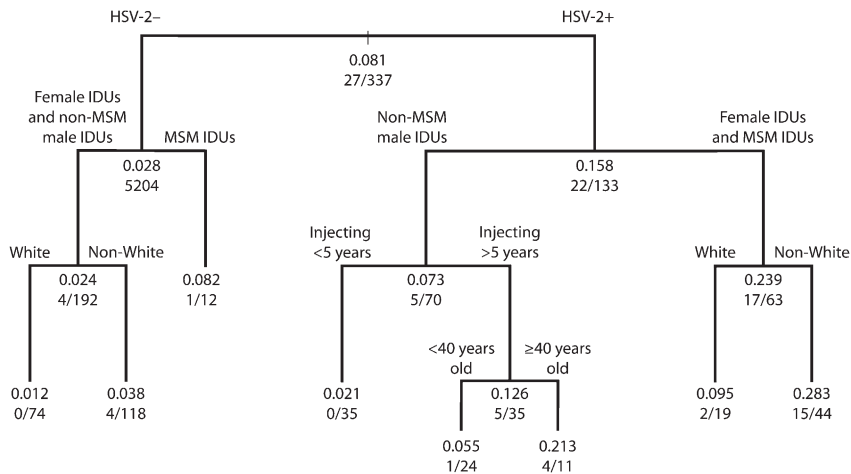 HSV-2–
HSV-2+
0.081
27/337
Female IDUs
and non-MSM
male IDUs
MSM IDUs
Non-MSM
male IDUs
Female IDUs
and MSM IDUs
0.028
5204
0.158
22/133
White
Non-White
Injecting
<5 years
Injecting
>5 years
White
Non-White
0.024
4/192
0.082
1/12
0.073
5/70
0.239
17/63
<40 years
old
≥40 years
old
0.012
0/74
0.038
4/118
0.021
0/35
0.126
5/35
0.095
2/19
0.283
15/44
0.055
1/24
0.213
4/11